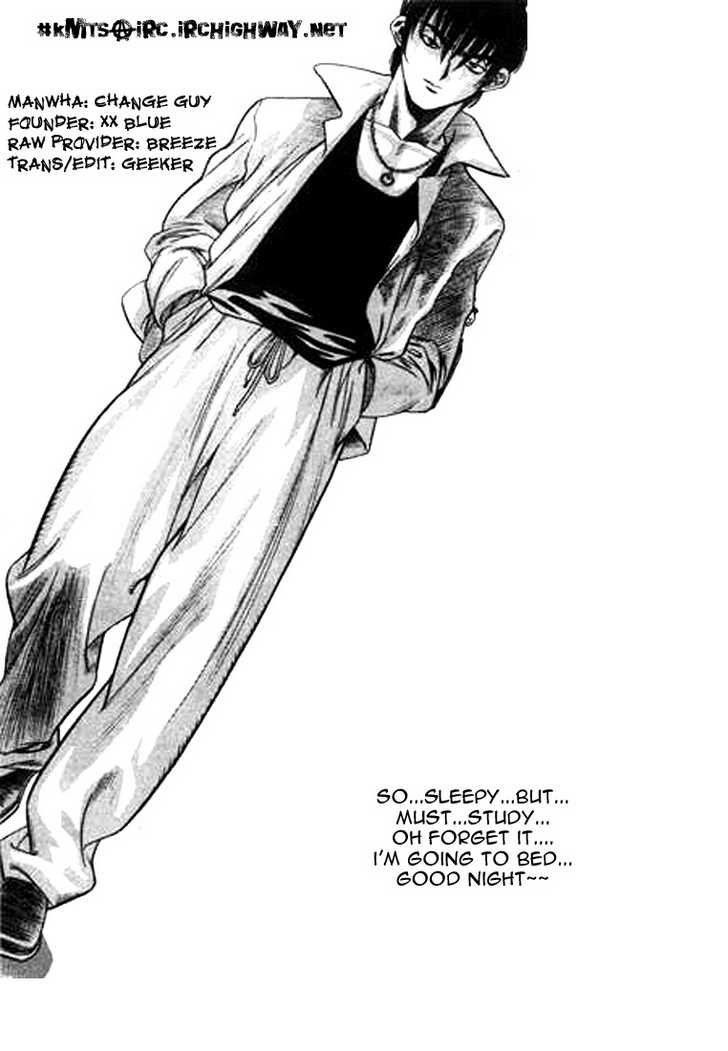 #KMTS@IRC.IRCHIGHWAY.NET
MANWHA: CHANGE GUY
FOUNDER: XX BLUE
RAW PROVIDER: BREEZE
TRANS/EDIT: GEEKER
SO...SLEEPY...BUT...
MUST...STUDY...
OH FORGET IT....
I'M GOING TO BED...
GOOD NIGHT~~